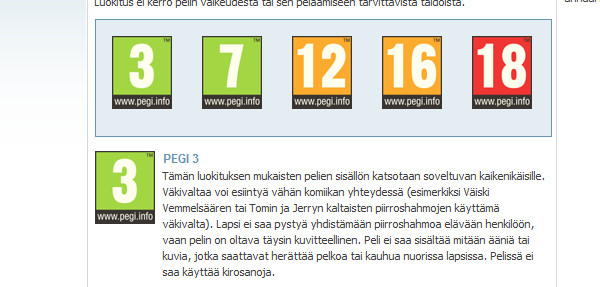 Luokitus ei kerro pelin vaikeudesta tai sen pelaamiseen tarvittavista taidoista.
3 7 12 16 18
www.pegi.info www.pegi.info www.pegi.info www.pegi.info www.pegi.info
3
www.pegi.info
PEGI 3
Tämän luokituksen mukaisten pelien sisällön katsotaan soveltuvan kaikenikäisille.
Väkivaltaa voi esiintyä vähän komiikan yhteydessä (esimerkiksi Väiski
Vemmelsäären tai Tomin ja Jerryn kaltaisten piirroshahmojen käyttämä
väkivalta). Lapsi ei saa pystyä yhdistämään piirroshahmoa elävään henkilöön,
vaan pelin on oltava täysin kuvitteellinen. Peli ei saa sisältää mitään ääniä tai
kuvia, jotka saattavat herättää pelkoa tai kauhua nuorissa lapsissa. Pelissä ei
saa käyttää kirosanoja.